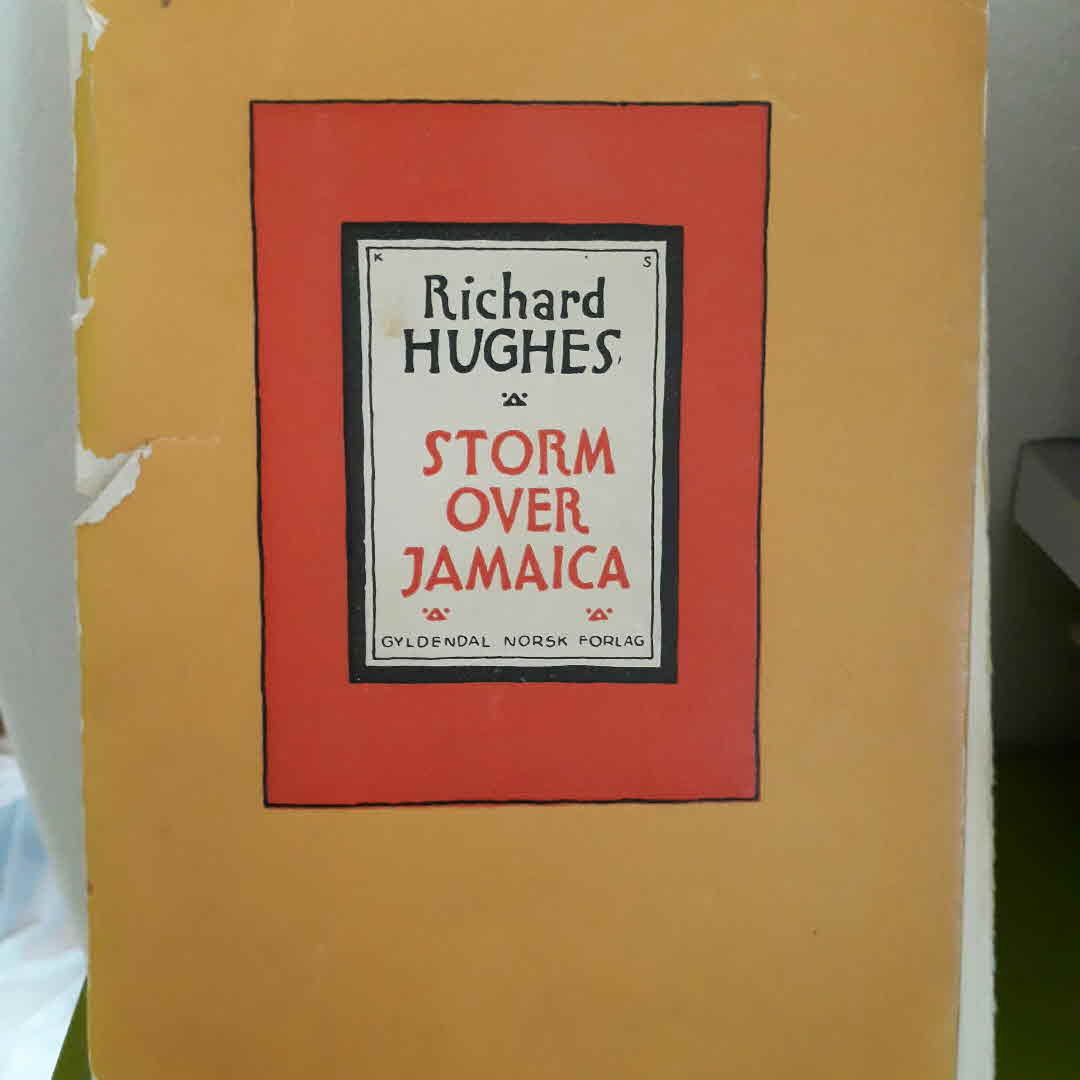 K S
Richard
HUGHES
STORM
OVER
JAMAICA
GYLDENDAL NORSK FORLAG